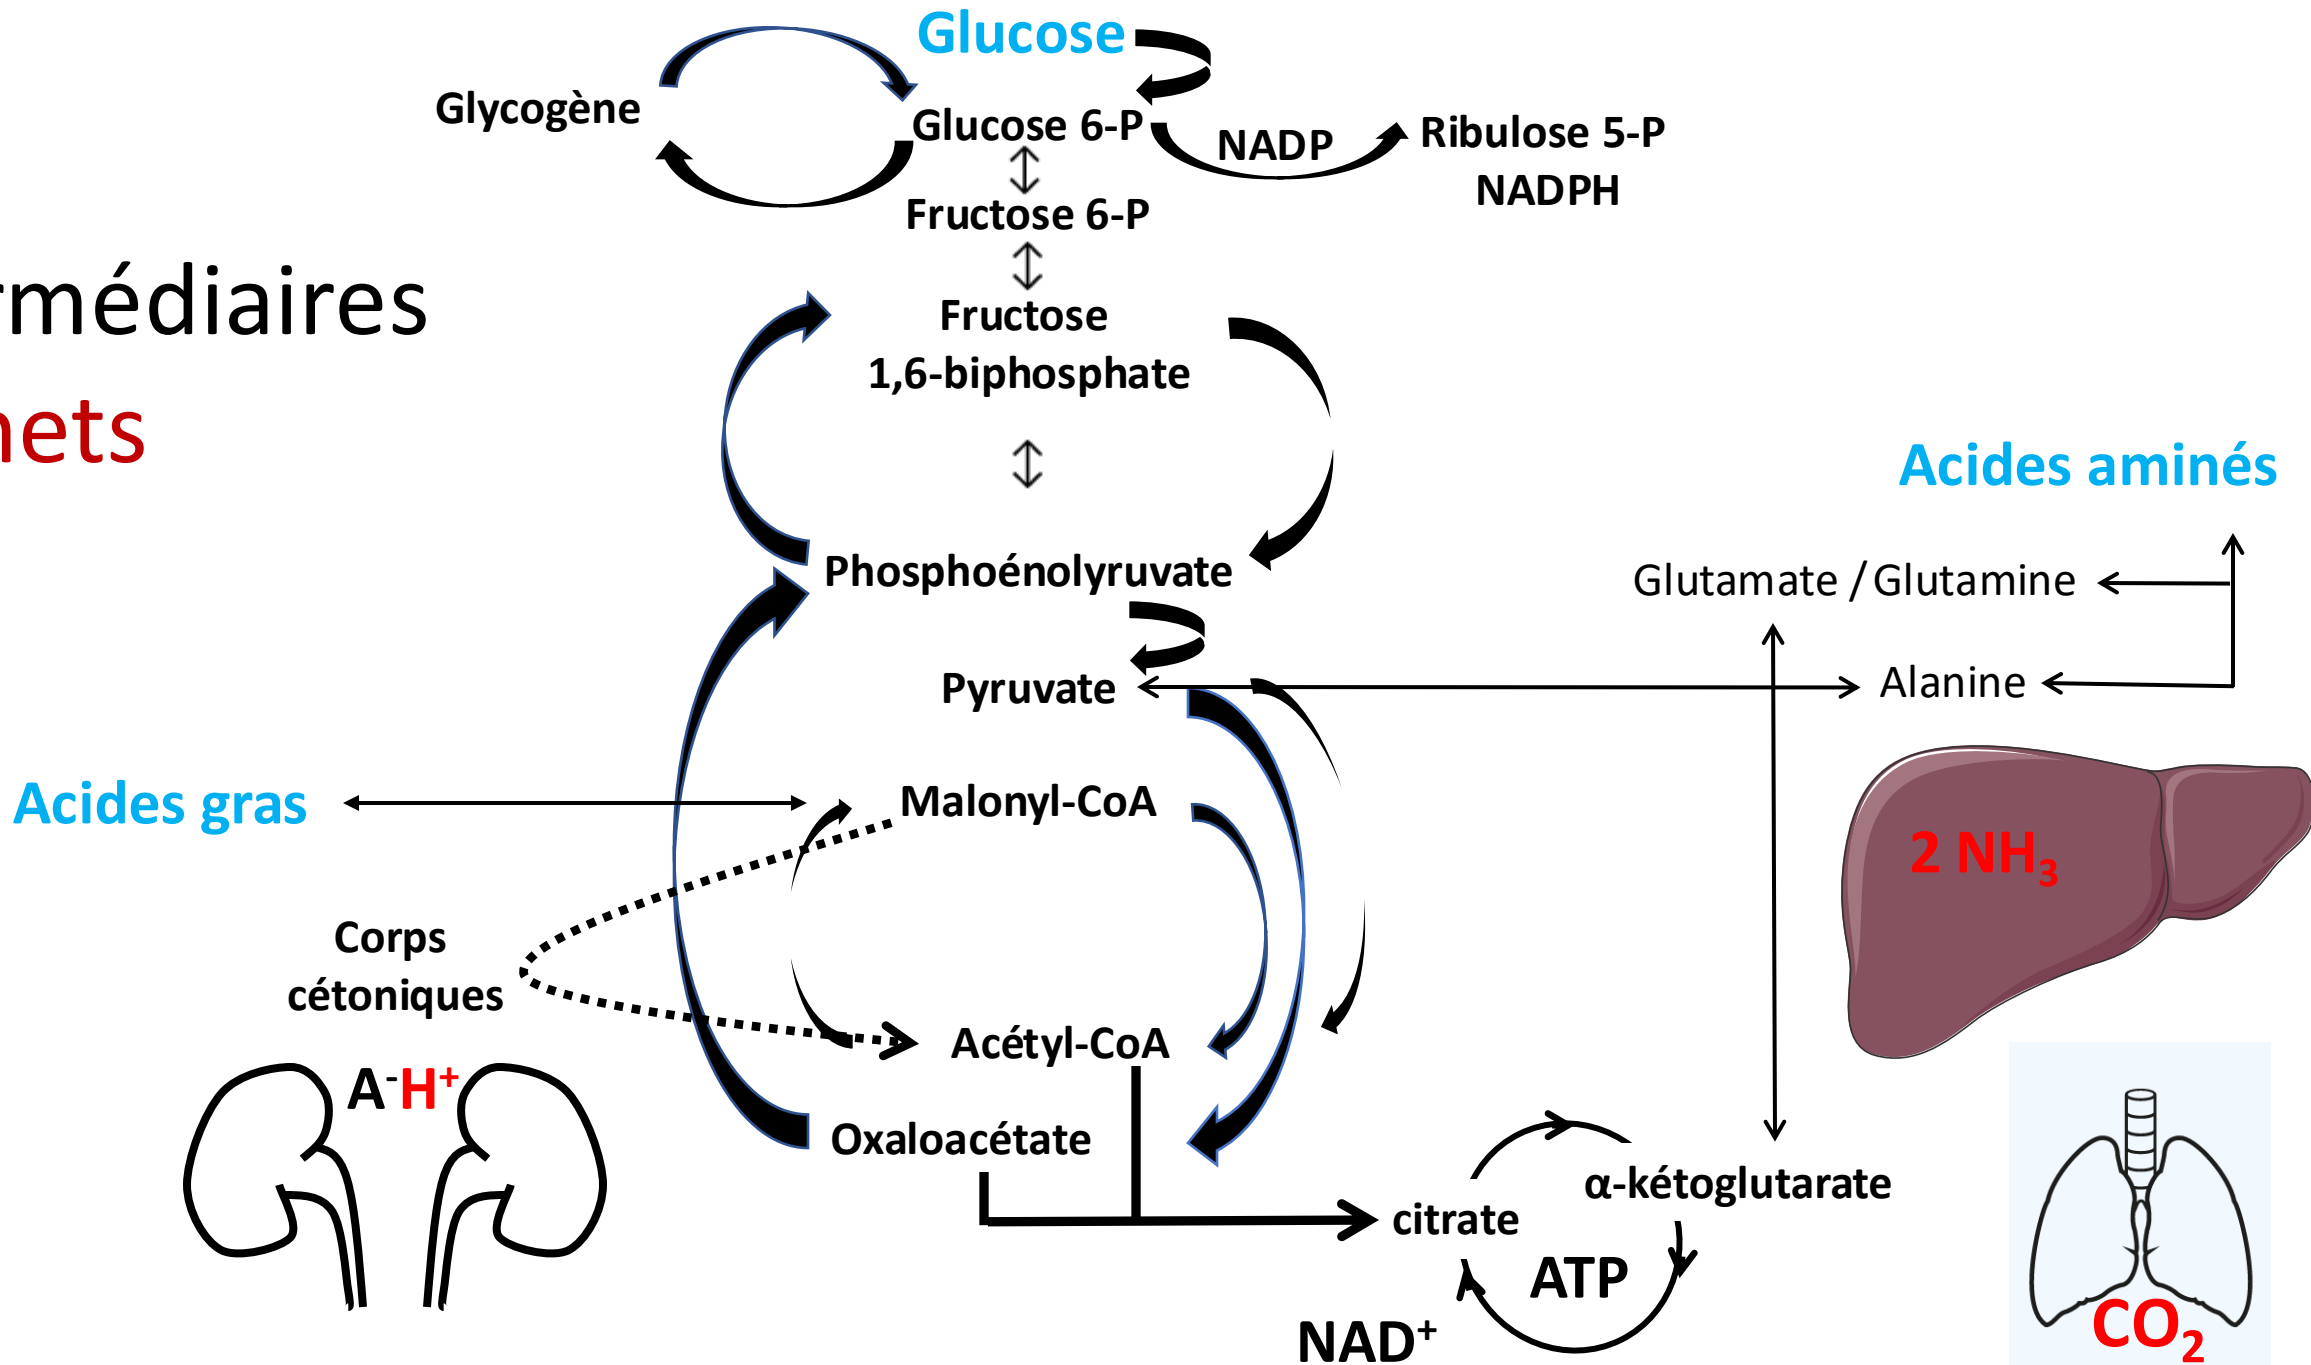 Glucose
Glycogène
Glucose 6-P
NADP
Ribulose 5-P
NADPH
Fructose 6-P
rmédiaires
nets
Fructose
1,6-biphosphate
Acides aminés
Phosphoénolyruvate
Glutamate / Glutamine
Pyruvate
Alanine
Acides gras
Malonyl-CoA
2 NH₃
Corps
cétoniques
Acétyl-CoA
A⁻H⁺
Oxaloacétate
α-kétoglutarate
citrate
ATP
NAD⁺
CO₂